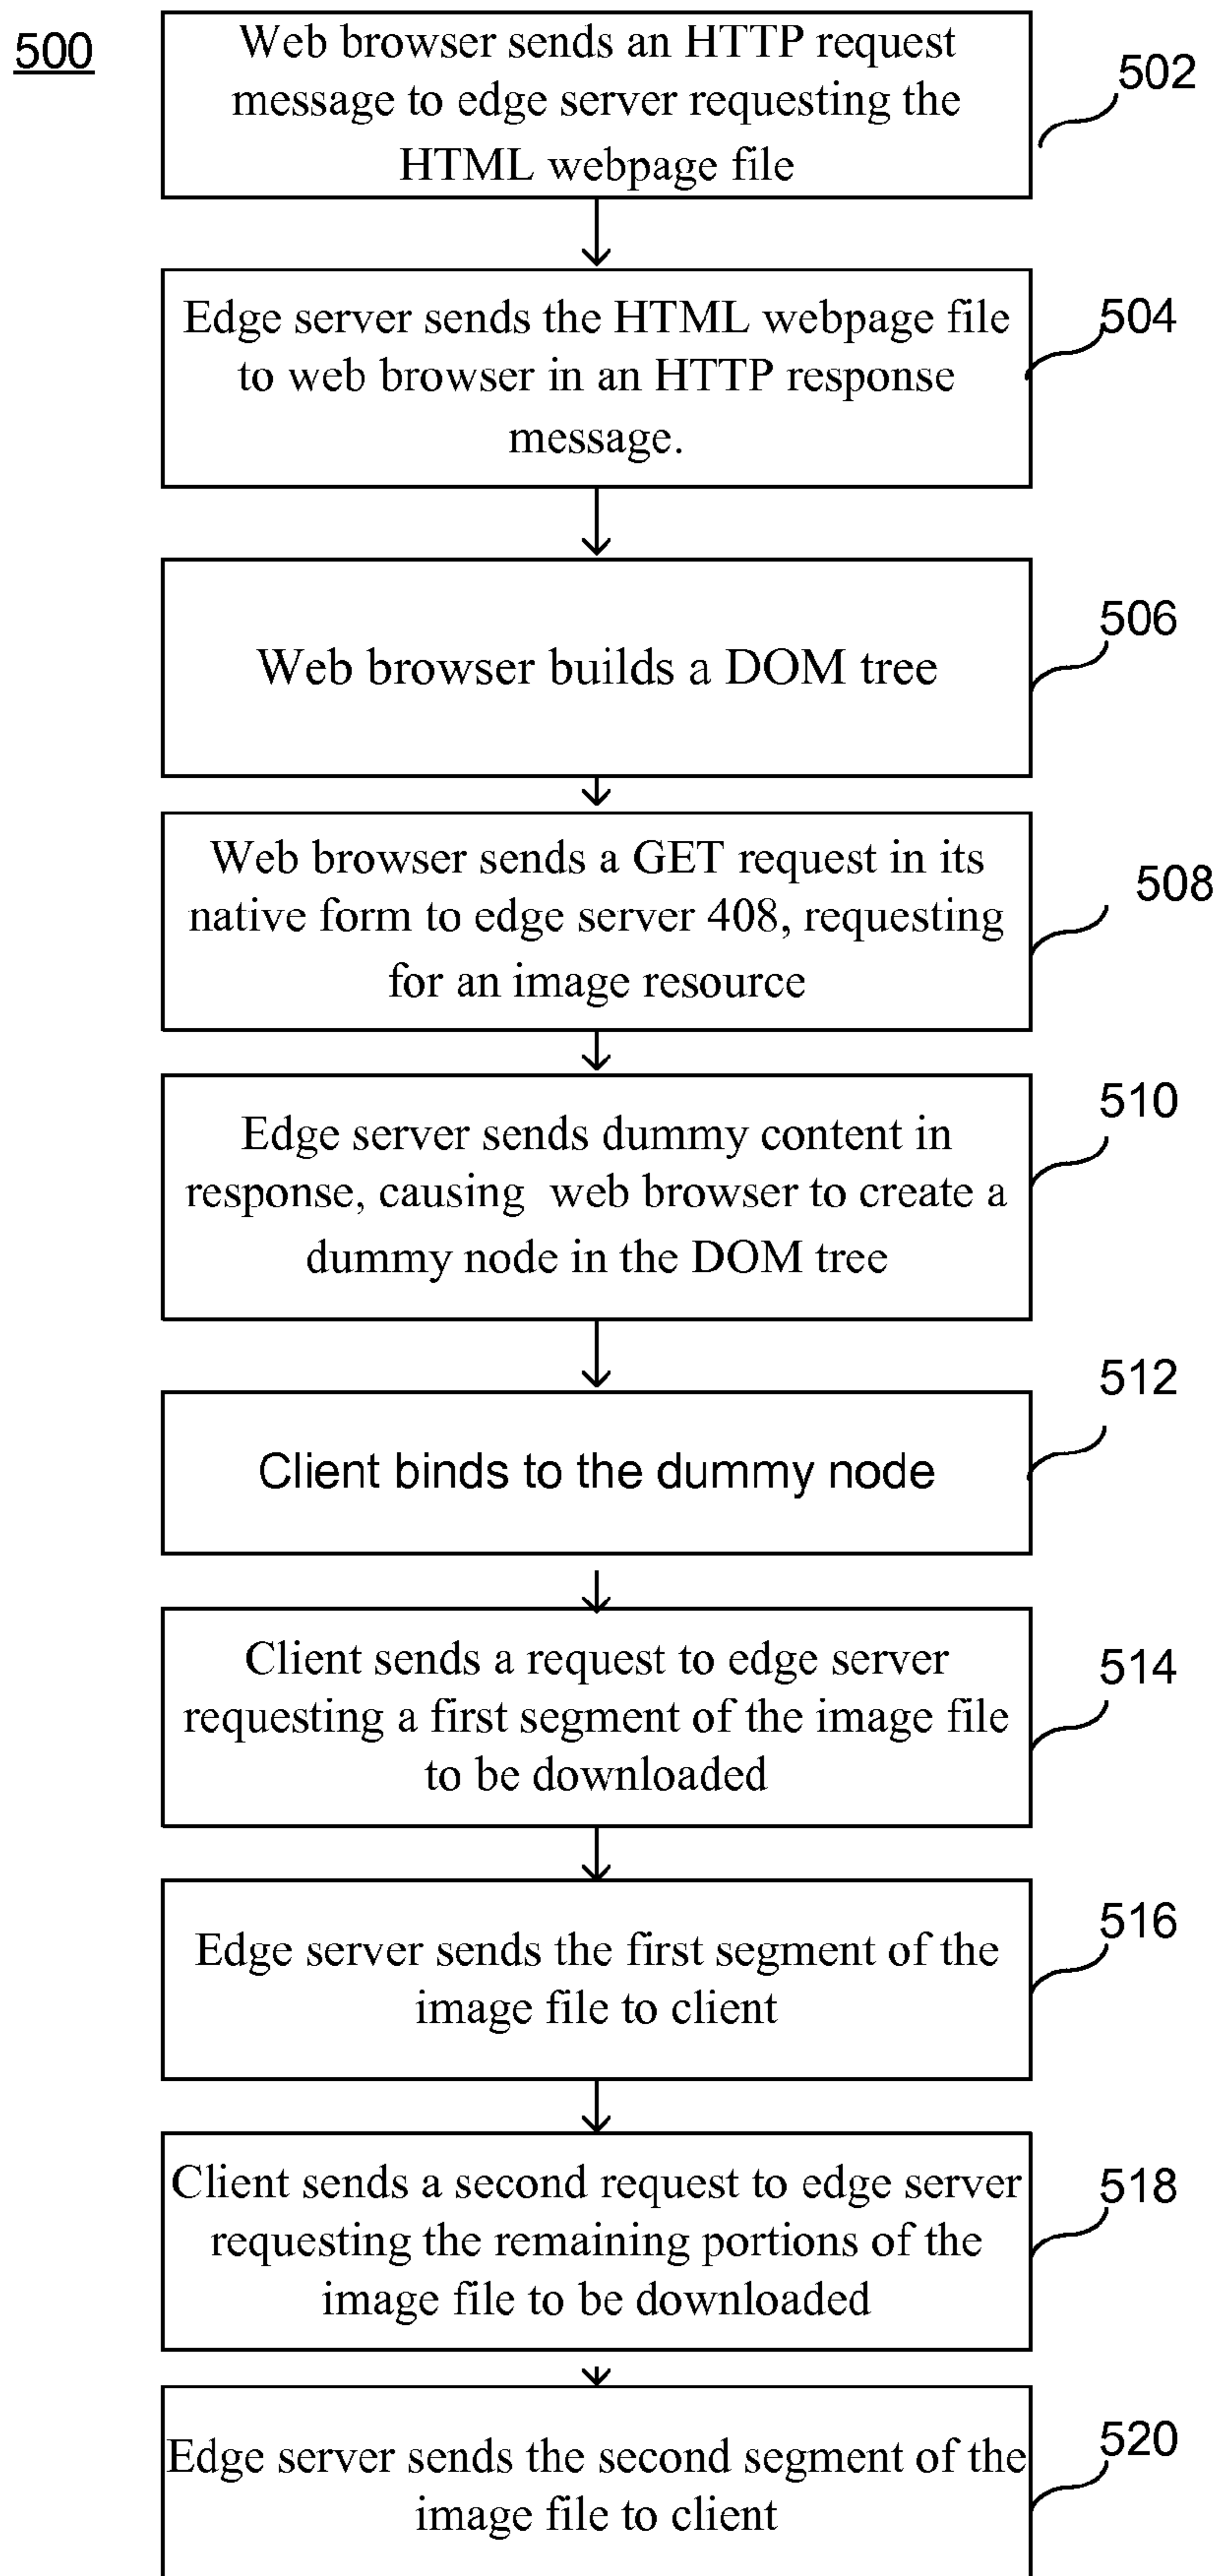 500
Web browser sends an HTTP request
message to edge server requesting the
HTML webpage file
502
Edge server sends the HTML webpage file
to web browser in an HTTP response
message.
504
Web browser builds a DOM tree
506
Web browser sends a GET request in its
native form to edge server 408, requesting
for an image resource
508
Edge server sends dummy content in
response, causing web browser to create a
dummy node in the DOM tree
510
Client binds to the dummy node
512
Client sends a request to edge server
requesting a first segment of the image file
to be downloaded
514
Edge server sends the first segment of the
image file to client
516
Client sends a second request to edge server
requesting the remaining portions of the
image file to be downloaded
518
Edge server sends the second segment of the
image file to client
520